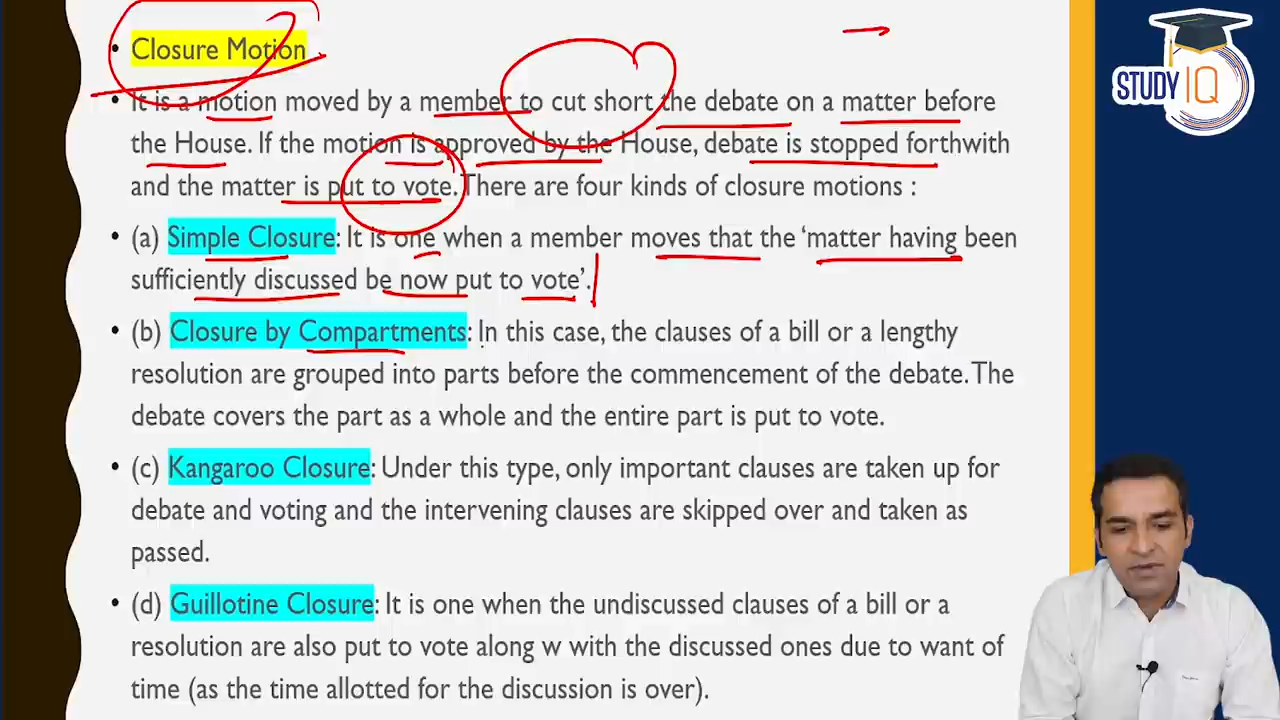 Closure Motion
It is a motion moved by a member to cut short the debate on a matter before
the House. If the motion is approved by the House, debate is stopped forthwith
and the matter is put to vote. There are four kinds of closure motions :
(a) Simple Closure: It is one when a member moves that the ‘matter having been
sufficiently discussed be now put to vote’.
(b) Closure by Compartments: In this case, the clauses of a bill or a lengthy
resolution are grouped into parts before the commencement of the debate. The
debate covers the part as a whole and the entire part is put to vote.
(c) Kangaroo Closure: Under this type, only important clauses are taken up for
debate and voting and the intervening clauses are skipped over and taken as
passed.
(d) Guillotine Closure: It is one when the undiscussed clauses of a bill or a
resolution are also put to vote along w with the discussed ones due to want of
time (as the time allotted for the discussion is over).
STUDY IQ